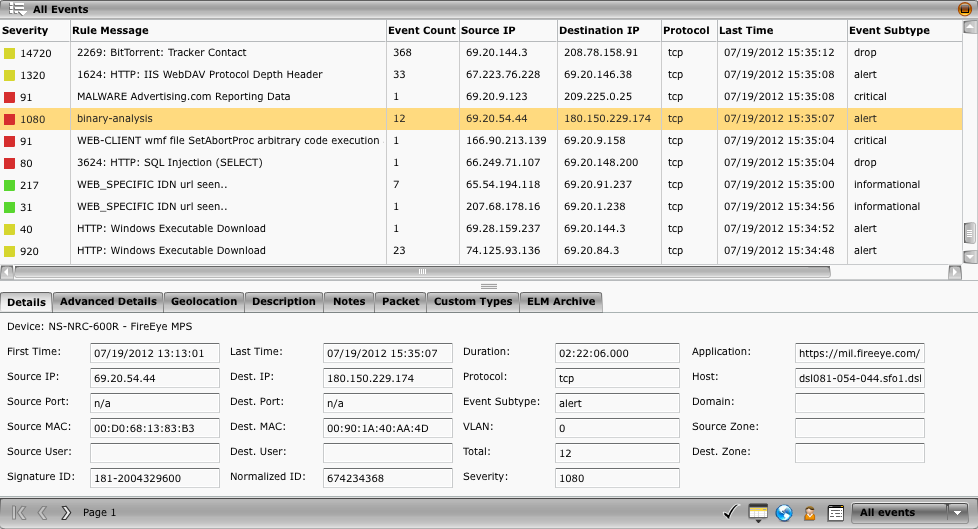 All Events
Severity Rule Message Event Count Source IP Destination IP Protocol Last Time Event Subtype
14720 2269: BitTorrent: Tracker Contact 368 69.20.144.3 208.78.158.91 tcp 07/19/2012 15:35:12 drop
1320 1624: HTTP: IIS WebDAV Protocol Depth Header 33 67.223.76.228 69.20.146.38 tcp 07/19/2012 15:35:08 alert
91 MALWARE Advertising.com Reporting Data 1 69.20.9.123 209.225.0.25 tcp 07/19/2012 15:35:08 critical
1080 binary-analysis 12 69.20.54.44 180.150.229.174 tcp 07/19/2012 15:35:07 alert
91 WEB-CLIENT wmf file SetAbortProc arbitrary code execution 1 166.90.213.139 69.20.9.158 tcp 07/19/2012 15:35:04 critical
80 3624: HTTP: SQL Injection (SELECT) 1 66.249.71.107 69.20.148.200 tcp 07/19/2012 15:35:04 drop
217 WEB_SPECIFIC IDN url seen.. 7 65.54.194.118 69.20.91.237 tcp 07/19/2012 15:35:00 informational
31 WEB_SPECIFIC IDN url seen.. 1 207.68.178.16 69.20.1.238 tcp 07/19/2012 15:34:56 informational
40 HTTP: Windows Executable Download 1 69.28.159.237 69.20.144.3 tcp 07/19/2012 15:34:52 alert
920 HTTP: Windows Executable Download 23 74.125.93.136 69.20.84.3 tcp 07/19/2012 15:34:48 alert
Details Advanced Details Geolocation Description Notes Packet Custom Types ELM Archive
Device: NS-NRC-600R - FireEye MPS
First Time: 07/19/2012 13:13:01 Last Time: 07/19/2012 15:35:07 Duration: 02:22:06.000 Application: https://mil.fireeye.com/
Source IP: 69.20.54.44 Dest. IP: 180.150.229.174 Protocol: tcp Host: dsl081-054-044.sfo1.dsl
Source Port: n/a Dest. Port: n/a Event Subtype: alert Domain:
Source MAC: 00:D0:68:13:83:B3 Dest. MAC: 00:90:1A:40:AA:4D VLAN: 0 Source Zone:
Source User: Dest. User: Total: 12 Dest. Zone:
Signature ID: 181-2004329600 Normalized ID: 674234368 Severity: 1080
Page 1 All events